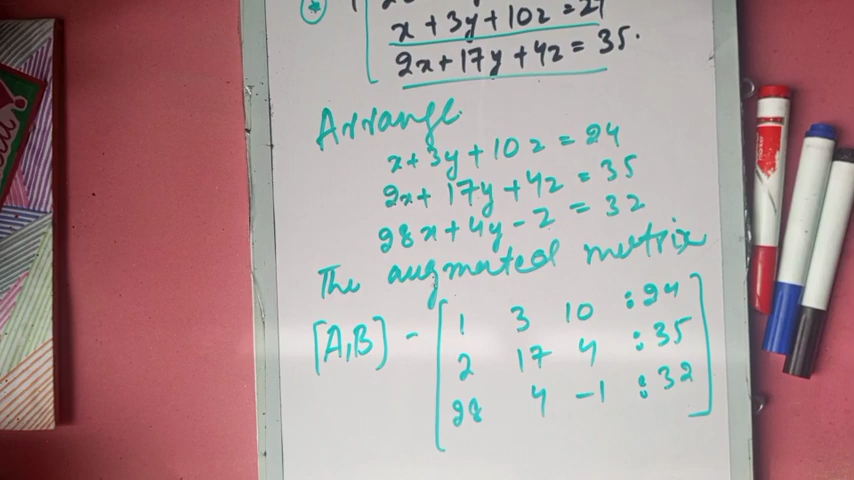 x + 3y + 10z = 24
2x + 17y + 4z = 35.
Arrange
x + 3y + 10z = 24
2x + 17y + 4z = 35
28x + 4y - z = 32
The augmented metrix
[A,B] - [1 3 10 : 24
2 17 4 : 35
28 4 -1 : 32]